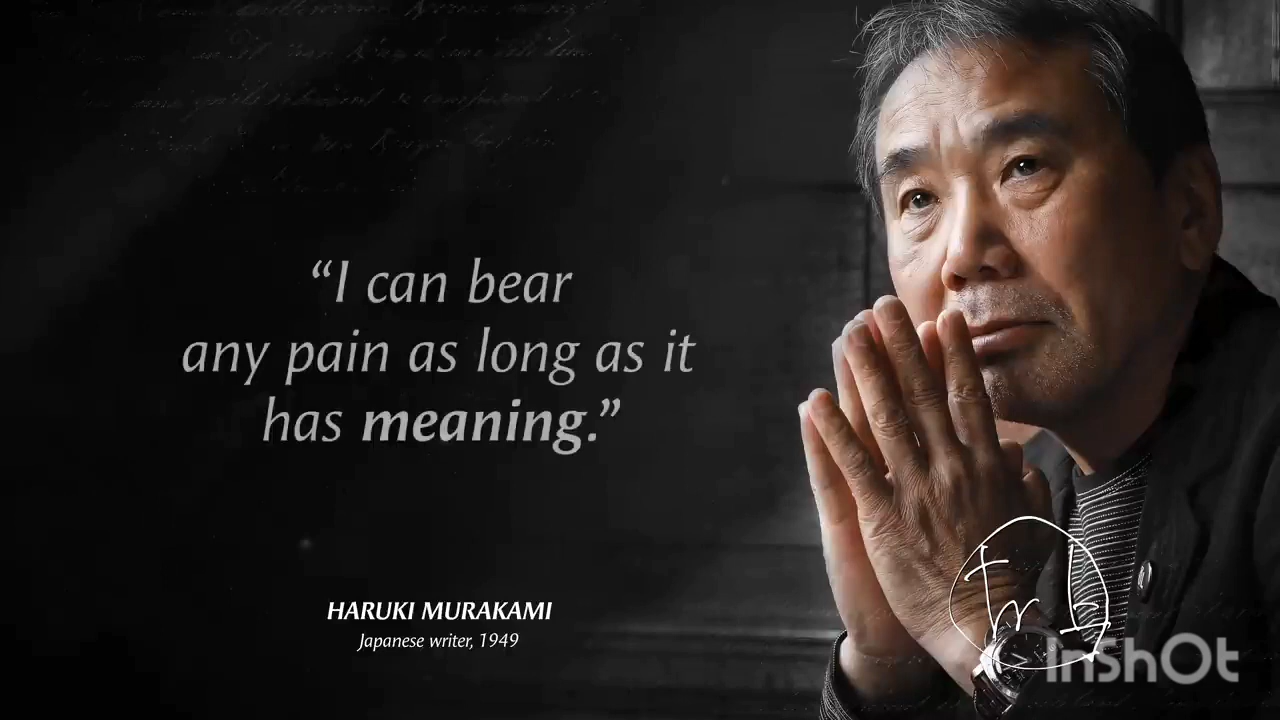 “I can bear
any pain as long as it
has meaning.”
HARUKI MURAKAMI
Japanese writer, 1949
InShOt